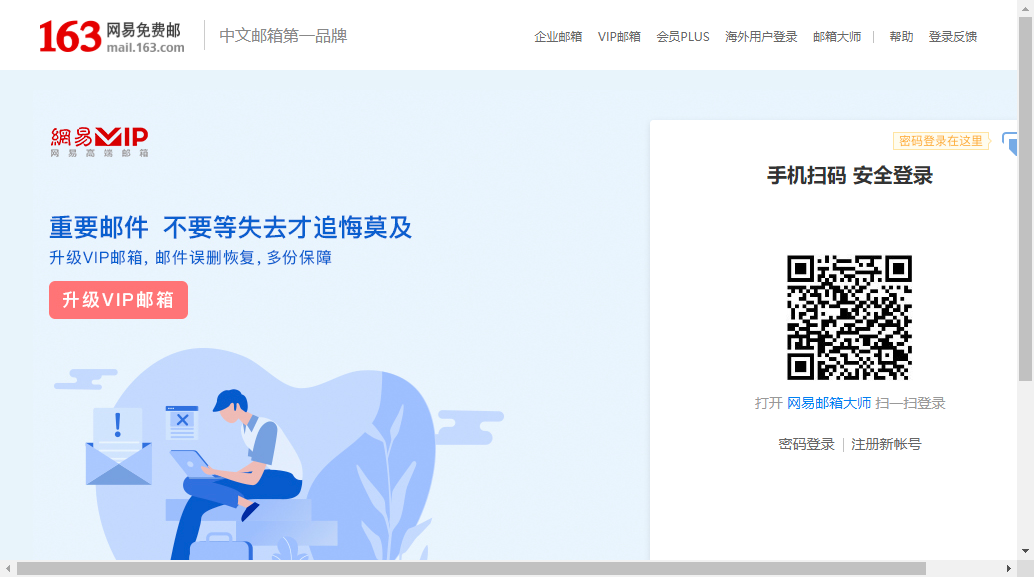 163 网易免费邮
mail.163.com
中文邮箱第一品牌
企业邮箱 VIP邮箱 会员PLUS 海外用户登录 邮箱大师 | 帮助 登录反馈
網易VIP
网易高端邮箱
重要邮件 不要等失去才追悔莫及
升级VIP邮箱, 邮件误删恢复, 多份保障
升级VIP邮箱
密码登录在这里
手机扫码 安全登录
打开 网易邮箱大师 扫一扫登录
密码登录 | 注册新帐号